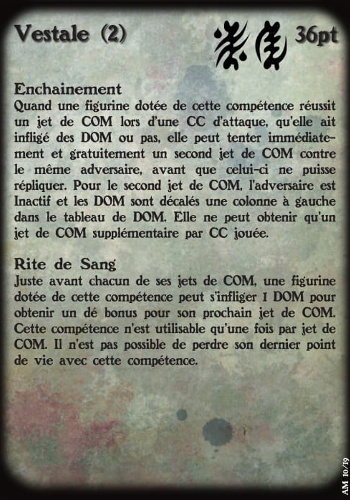 Vestale (2)
36pt
Enchainement
Quand une figurine dotée de cette compétence réussit
un jet de COM lors d'une CC d'attaque, qu'elle ait
infligé des DOM ou pas, elle peut tenter immédiate-
ment et gratuitement un second jet de COM contre
le même adversaire, avant que celui-ci ne puisse
répliquer. Pour le second jet de COM, l'adversaire est
Inactif et les DOM sont décalés une colonne à gauche
dans le tableau de DOM. Elle ne peut obtenir qu'un
jet de COM supplémentaire par CC jouée.
Rite de Sang
Juste avant chacun de ses jets de COM, une figurine
dotée de cette compétence peut s'infliger 1 DOM pour
obtenir un dé bonus pour son prochain jet de COM.
Cette compétence n'est utilisable qu'une fois par jet de
COM. Il n'est pas possible de perdre son dernier point
de vie avec cette compétence.
AM 10/19